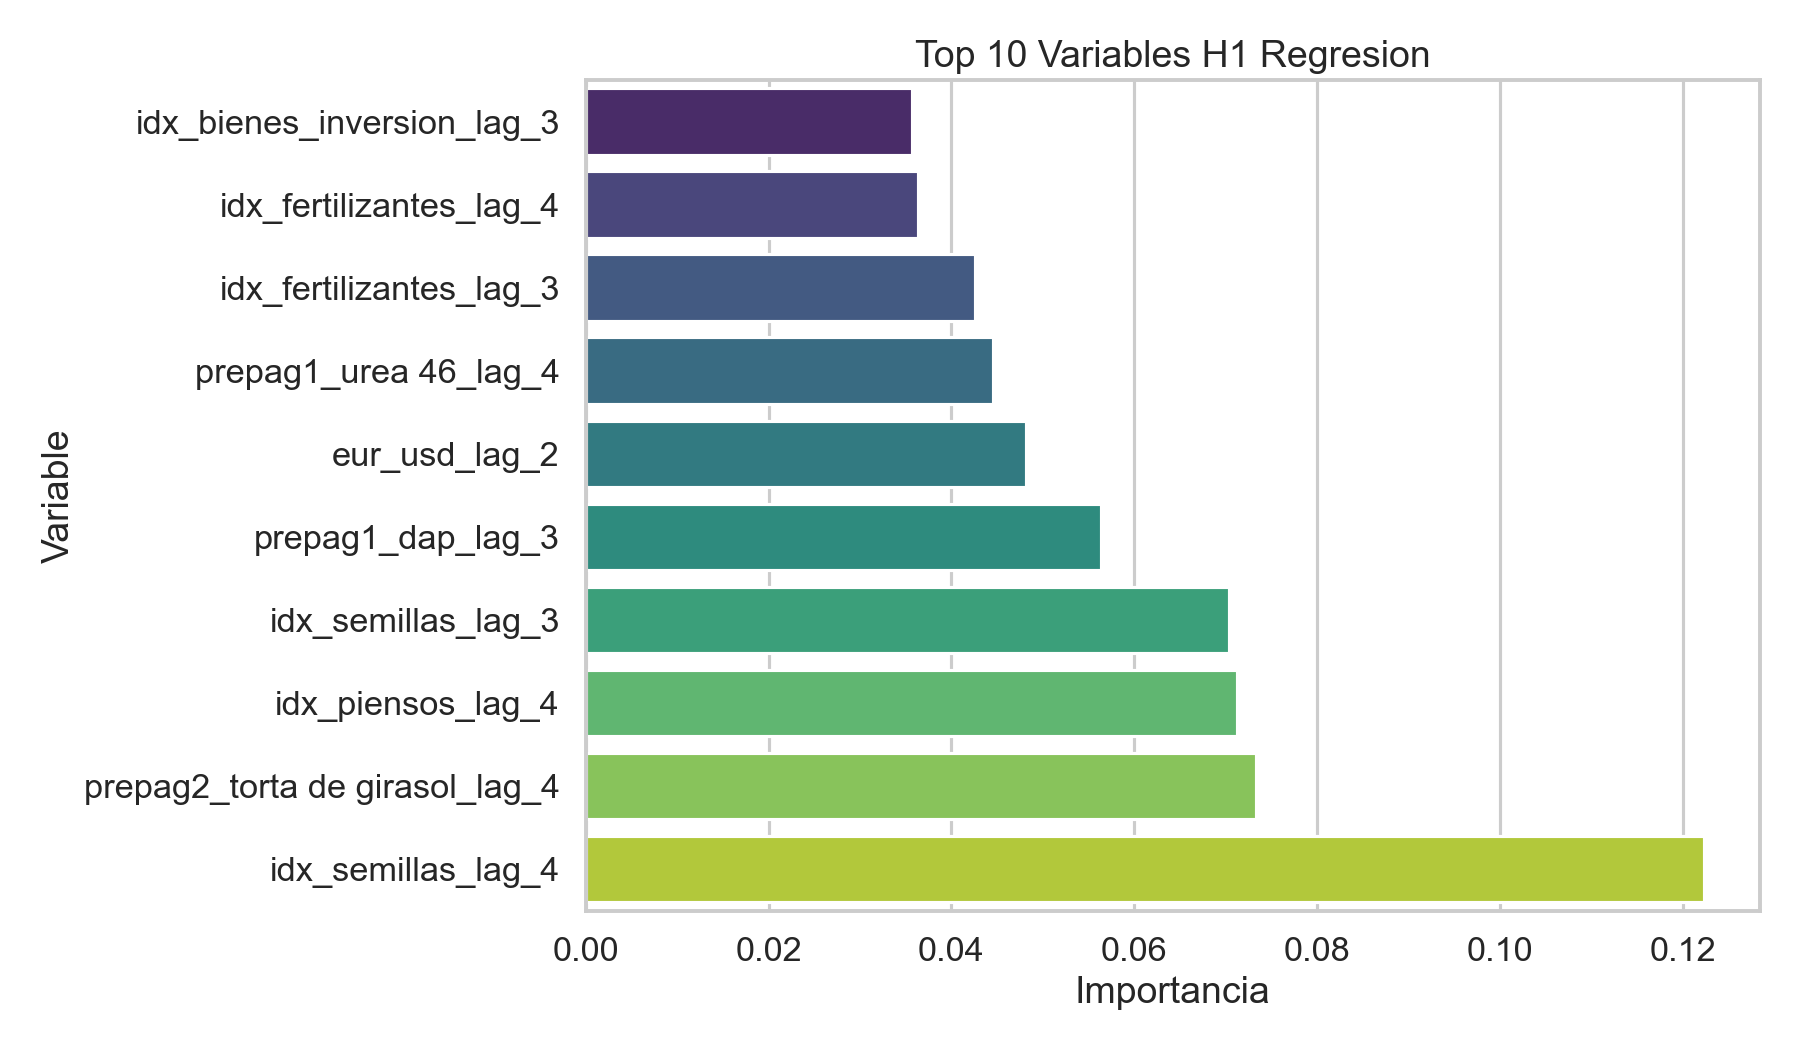 Top 10 Variables H1 Regresion
idx_bienes_inversion_lag_3
idx_fertilizantes_lag_4
idx_fertilizantes_lag_3
prepag1_urea 46_lag_4
eur_usd_lag_2
prepag1_dap_lag_3
idx_semillas_lag_3
idx_piensos_lag_4
prepag2_torta de girasol_lag_4
idx_semillas_lag_4
Variable
0.00 0.02 0.04 0.06 0.08 0.10 0.12
Importancia